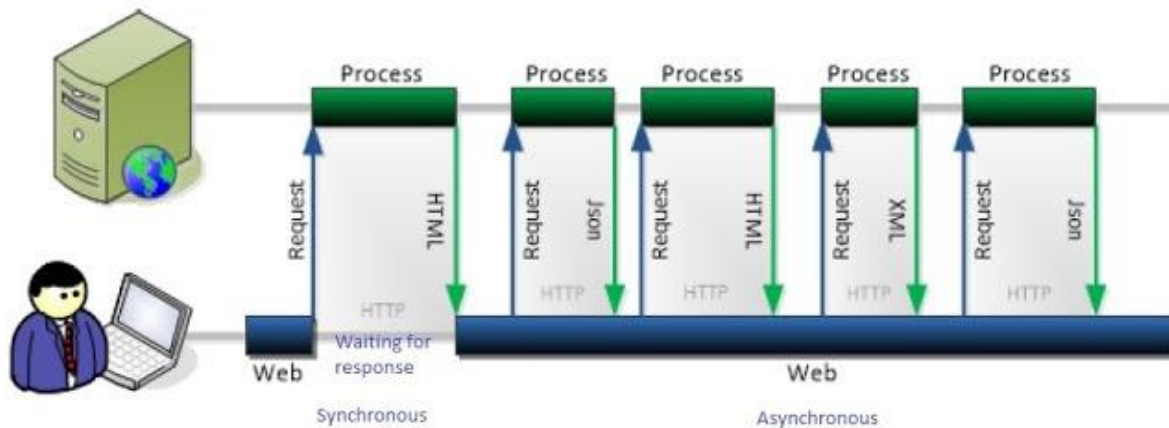 Process
Process
Process
Process
Process
Request
HTML
Request
Json
Request
HTML
Request
XML
Request
Json
HTTP
HTTP
HTTP
HTTP
HTTP
Waiting for
response
Web
Web
Synchronous
Asynchronous